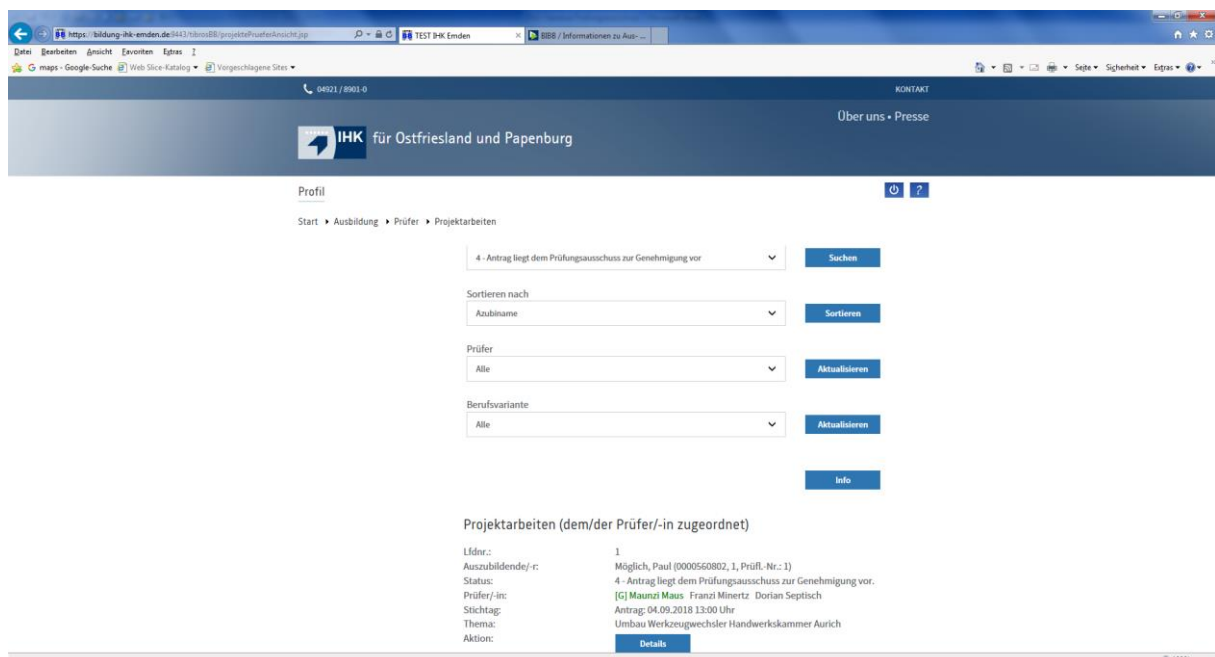 https://bildung-ihk-emden.de:9443/tibrosBB/projektePrueferAnsicht.jsp
TEST IHK Emden
BIBB / Informationen zu Aus- ...
Datei Bearbeiten Ansicht Favoriten Extras ?
maps - Google-Suche Web Slice-Katalog Vorgeschlagene Sites
Seite Sicherheit Extras
04921 / 8901-0 KONTAKT
Über uns • Presse
IHK für Ostfriesland und Papenburg
Profil ?
Start Ausbildung Prüfer Projektarbeiten
4 - Antrag liegt dem Prüfungsausschuss zur Genehmigung vor Suchen
Sortieren nach
Azubiname Sortieren
Prüfer
Alle Aktualisieren
Berufsvariante
Alle Aktualisieren
Info
Projektarbeiten (dem/der Prüfer/-in zugeordnet)
Lfdnr.: 1
Auszubildende/-r: Möglich, Paul (0000560802, 1, Prüfl.-Nr.: 1)
Status: 4 - Antrag liegt dem Prüfungsausschuss zur Genehmigung vor.
Prüfer/-in: [G] Maunzi Maus Franzi Minertz Dorian Septisch
Stichtag: Antrag: 04.09.2018 13:00 Uhr
Thema: Umbau Werkzeugwechsler Handwerkskammer Aurich
Aktion: Details